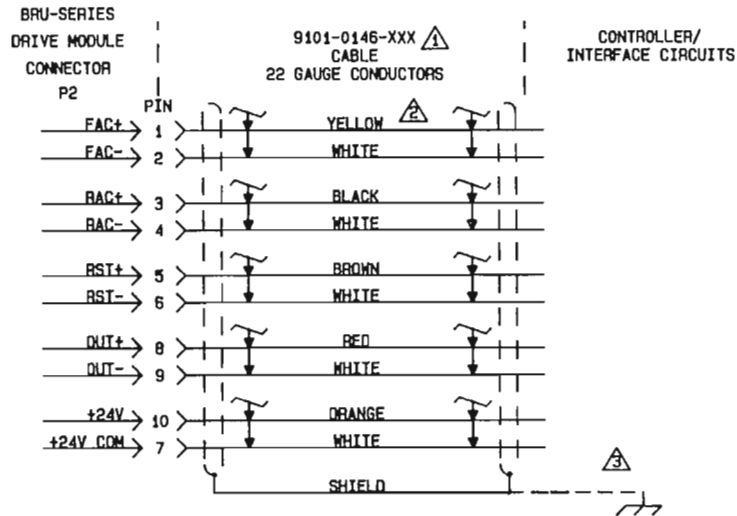 BRU-SERIES
DRIVE MODULE
CONNECTOR
P2
PIN
9101-0146-XXX 1
CABLE
22 GAUGE CONDUCTORS
CONTROLLER/
INTERFACE CIRCUITS
2
FAC+ 1 YELLOW
FAC- 2 WHITE
RAC+ 3 BLACK
RAC- 4 WHITE
RST+ 5 BROWN
RST- 6 WHITE
OUT+ 8 RED
OUT- 9 WHITE
+24V 10 ORANGE
+24V COM 7 WHITE
SHIELD
3